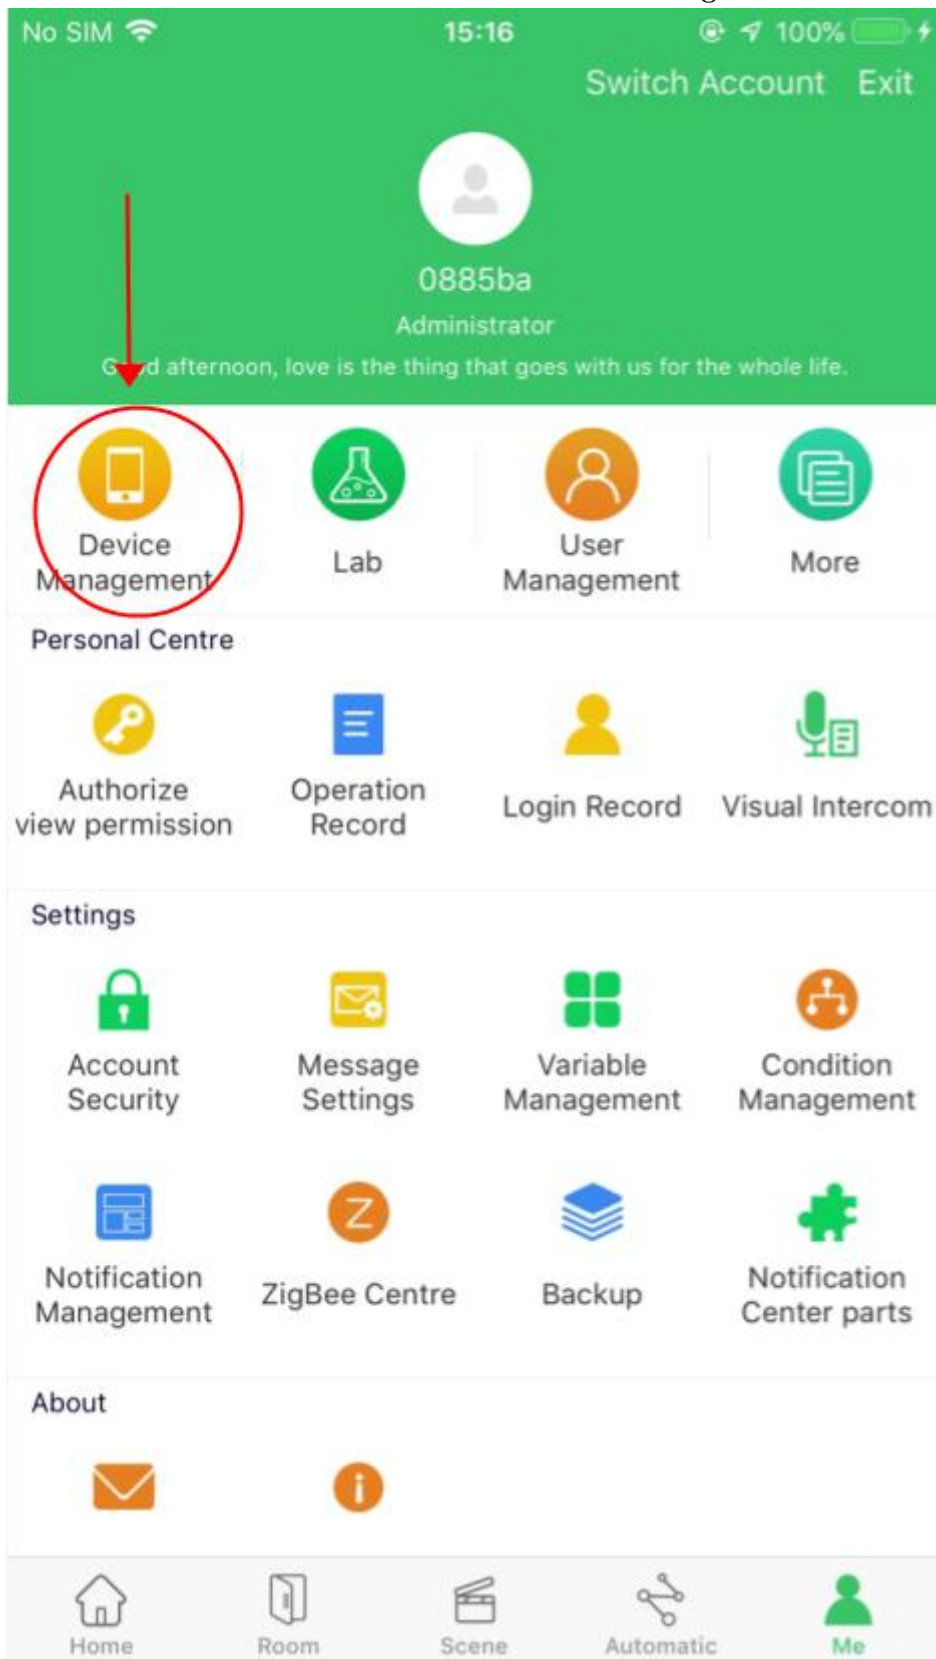 No SIM 15:16 100%
Switch Account Exit
0885ba
Administrator
Good afternoon, love is the thing that goes with us for the whole life.
Device Management
Lab
User Management
More
Personal Centre
Authorize view permission
Operation Record
Login Record
Visual Intercom
Settings
Account Security
Message Settings
Variable Management
Condition Management
Notification Management
Z
ZigBee Centre
Backup
Notification Center parts
About
Home Room Scene Automatic Me